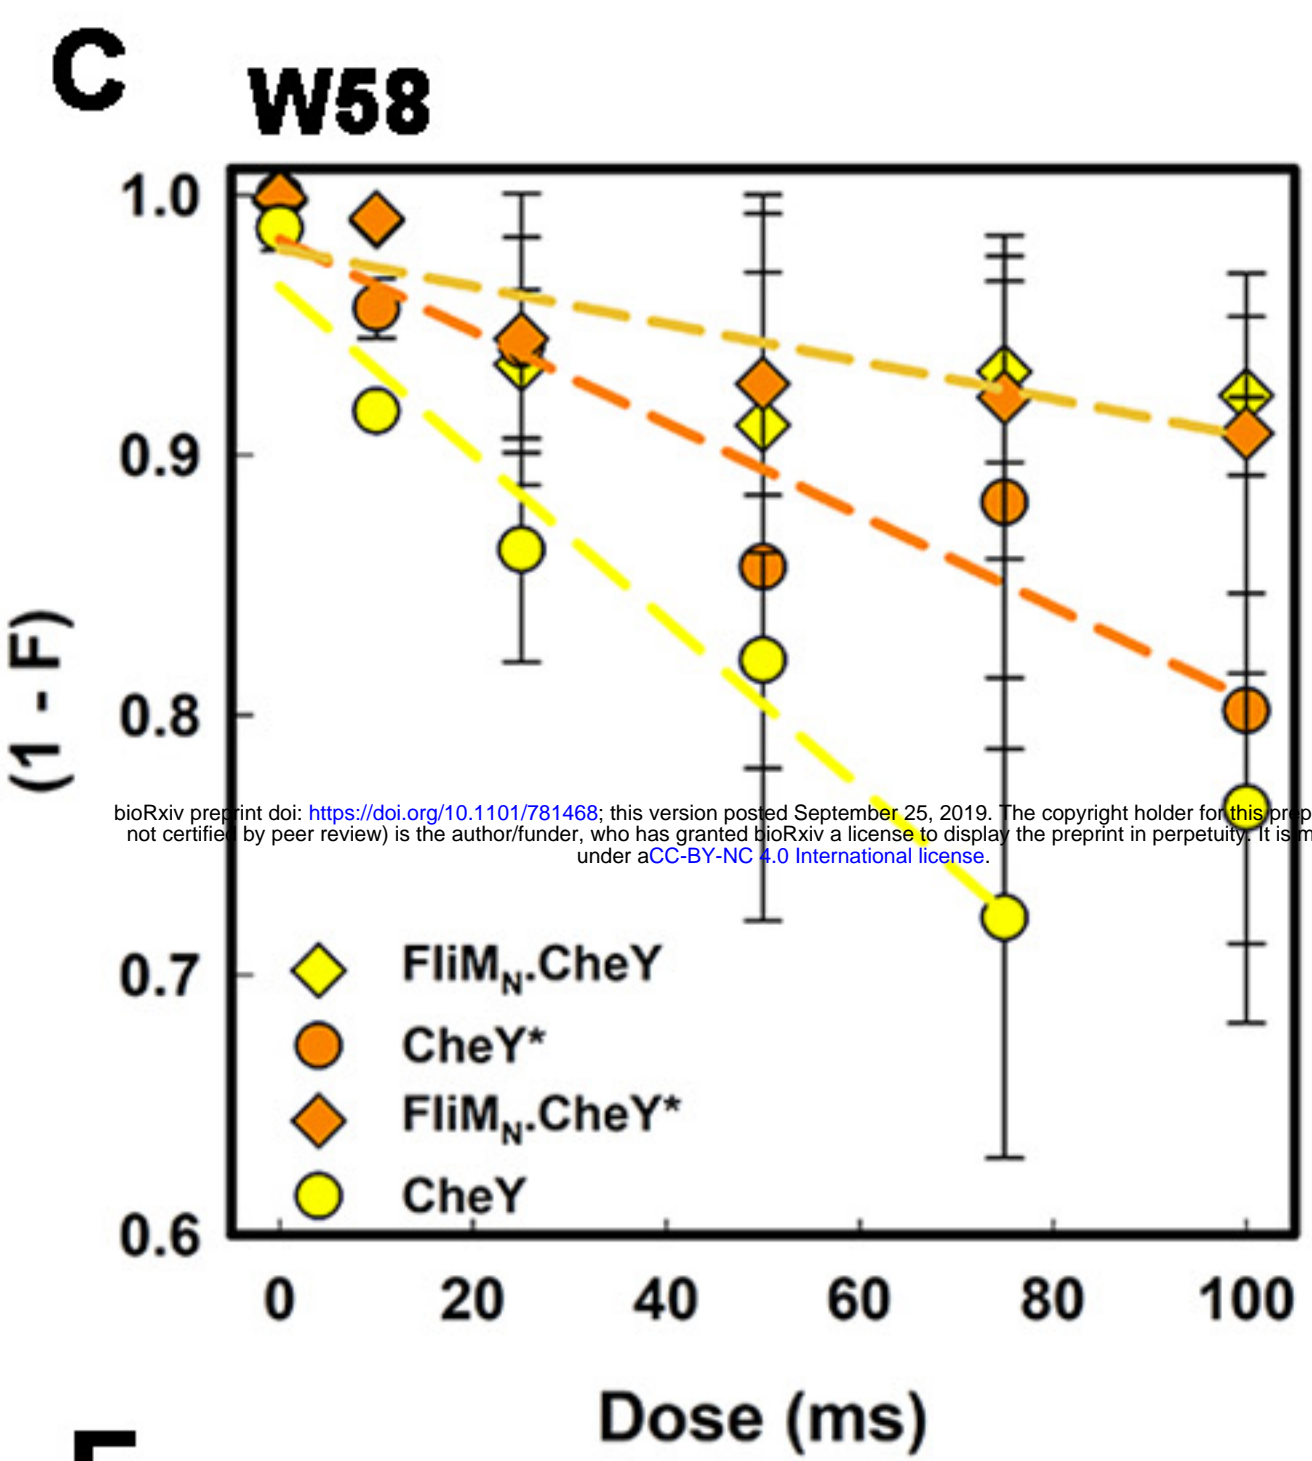 C
W58
1.0
0.9
0.8
0.7
0.6
(1 - F)
bioRxiv preprint doi: https://doi.org/10.1101/781468; this version posted September 25, 2019. The copyright holder for this prep
not certified by peer review) is the author/funder, who has granted bioRxiv a license to display the preprint in perpetuity. It is m
under aCC-BY-NC 4.0 International license.
FliMN.CheY
CheY*
FliMN.CheY*
CheY
0 20 40 60 80 100
Dose (ms)